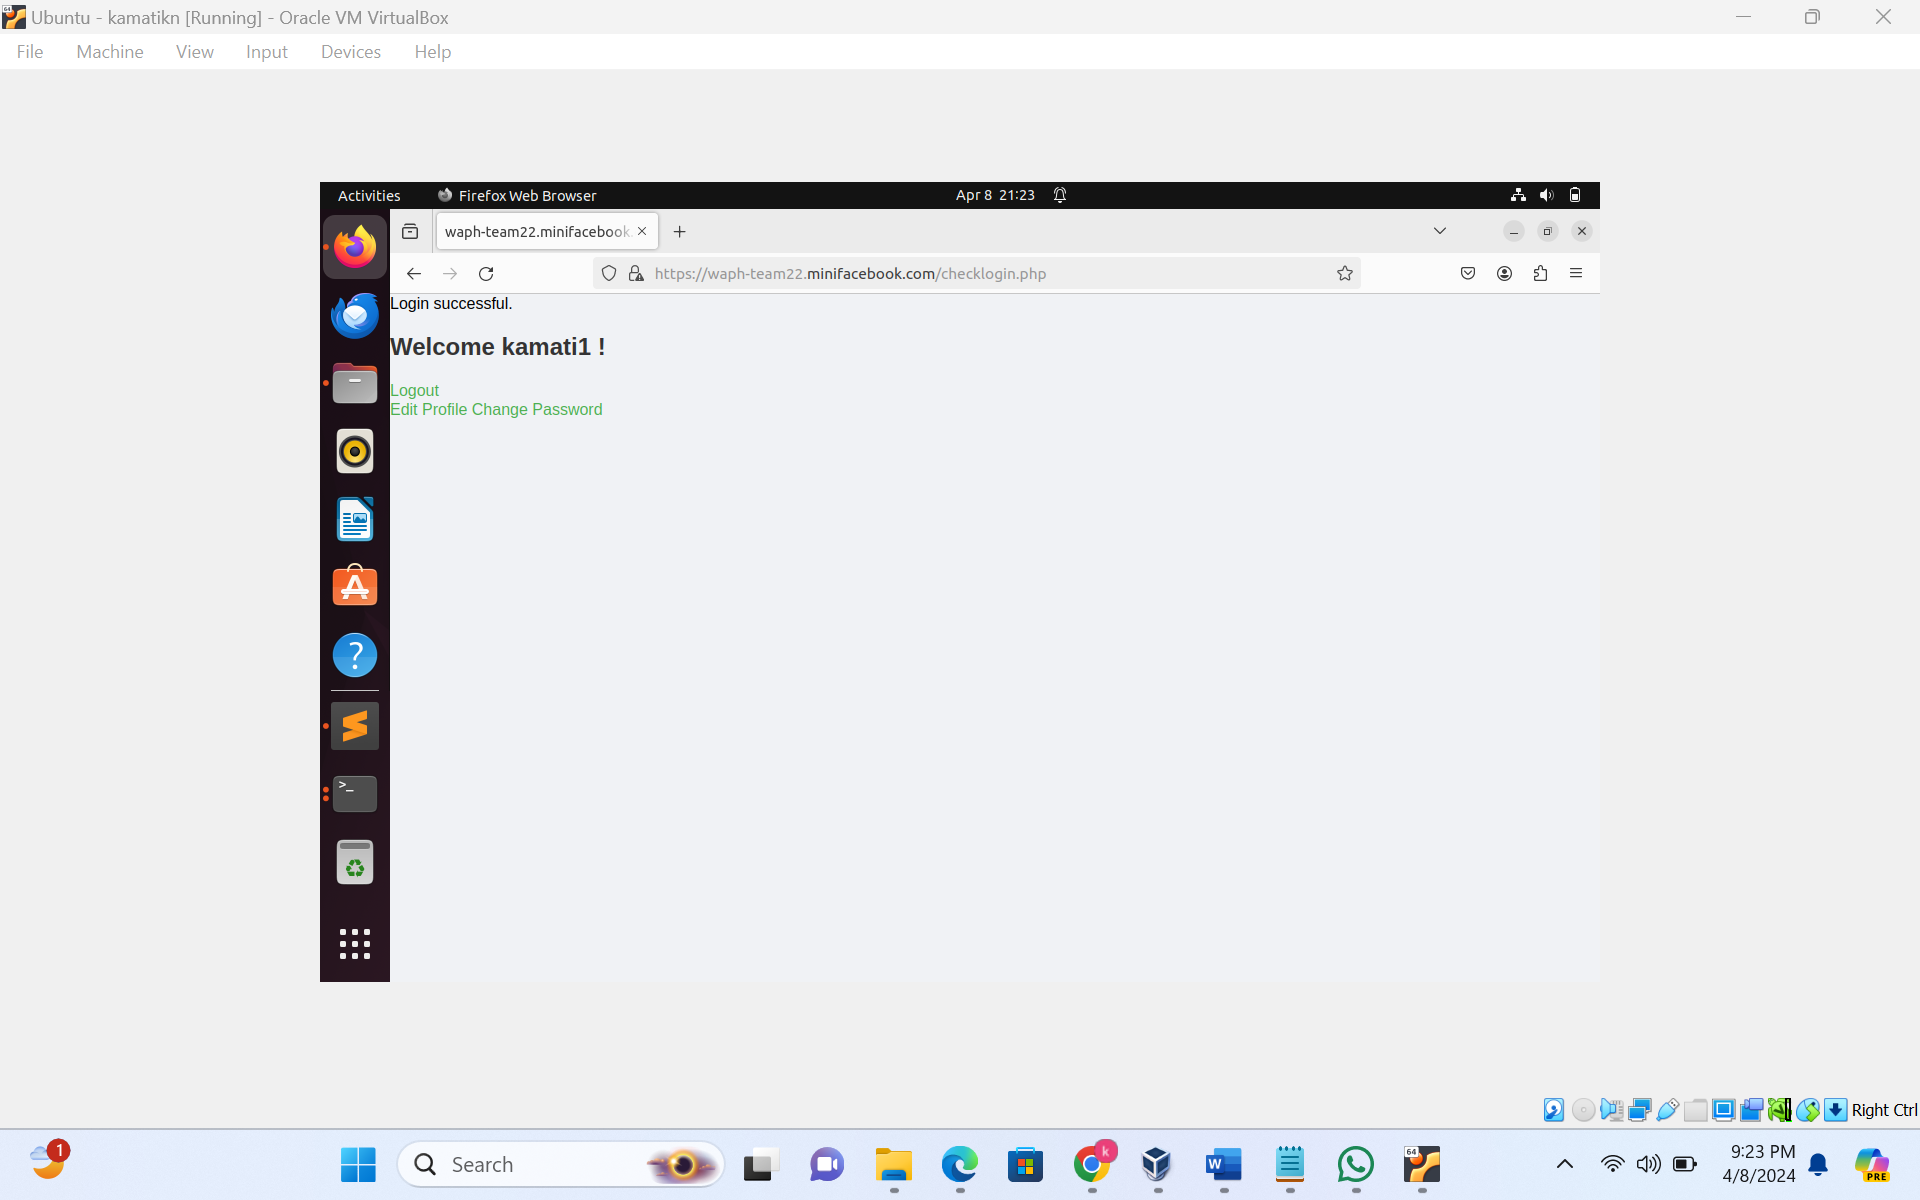 Ubuntu - kamatikn [Running] - Oracle VM VirtualBox
File Machine View Input Devices Help
Activities Firefox Web Browser Apr 8 21:23
waph-team22.minifacebook.
https://waph-team22.minifacebook.com/checklogin.php
Login successful.
Welcome kamati1 !
Logout
Edit Profile Change Password
Right Ctrl
1
Search
k
W
64
9:23 PM
4/8/2024
PRE